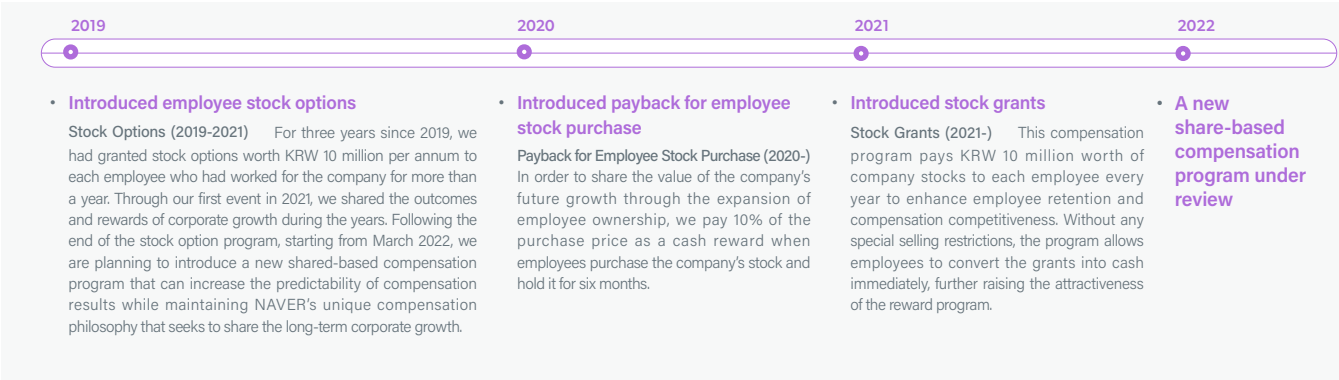 2019
2020
2021
2022
• Introduced employee stock options
Stock Options (2019-2021) For three years since 2019, we
had granted stock options worth KRW 10 million per annum to
each employee who had worked for the company for more than
a year. Through our first event in 2021, we shared the outcomes
and rewards of corporate growth during the years. Following the
end of the stock option program, starting from March 2022, we
are planning to introduce a new shared-based compensation
program that can increase the predictability of compensation
results while maintaining NAVER's unique compensation
philosophy that seeks to share the long-term corporate growth.
• Introduced payback for employee
stock purchase
Payback for Employee Stock Purchase (2020-)
In order to share the value of the company's
future growth through the expansion of
employee ownership, we pay 10% of the
purchase price as a cash reward when
employees purchase the company's stock and
hold it for six months.
• Introduced stock grants
Stock Grants (2021-) This compensation
program pays KRW 10 million worth of
company stocks to each employee every
year to enhance employee retention and
compensation competitiveness. Without any
special selling restrictions, the program allows
employees to convert the grants into cash
immediately, further raising the attractiveness
of the reward program.
• A new
share-based
compensation
program under
review